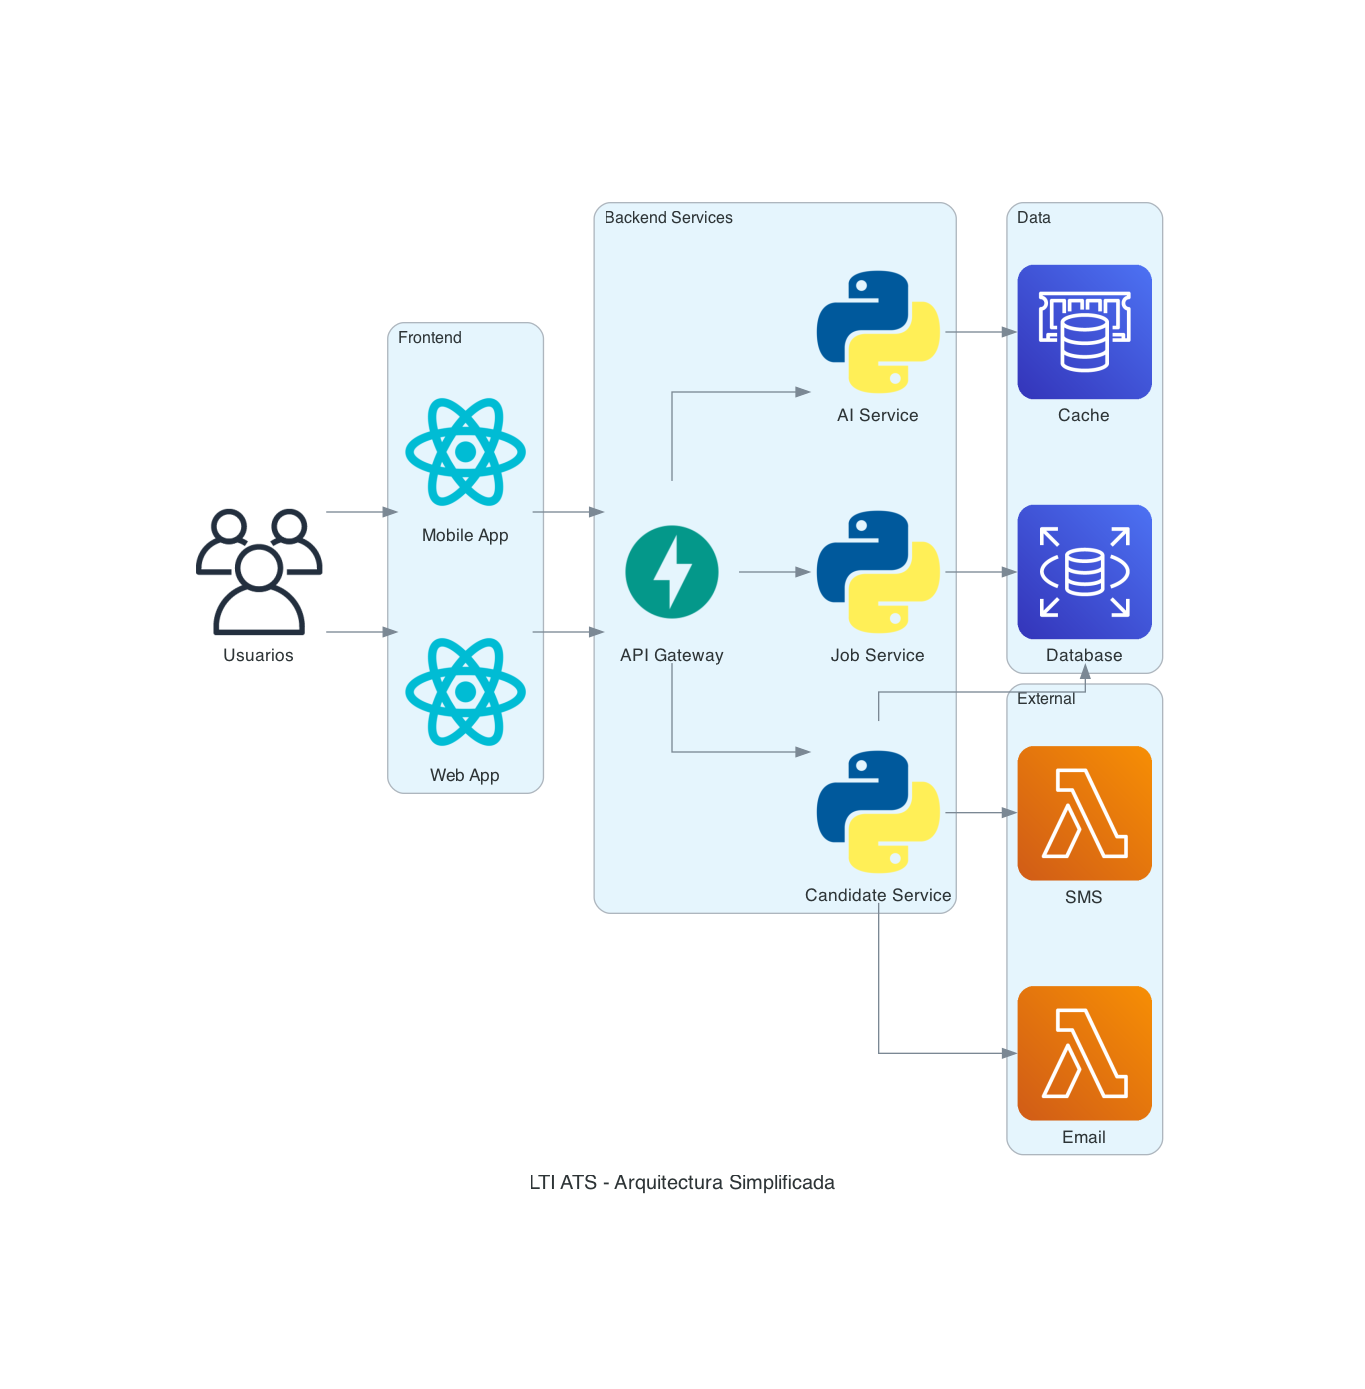 Backend Services
Data
Frontend
AI Service
Cache
Mobile App
Usuarios
API Gateway
Job Service
Database
External
Web App
Candidate Service
SMS
Email
LTI ATS - Arquitectura Simplificada